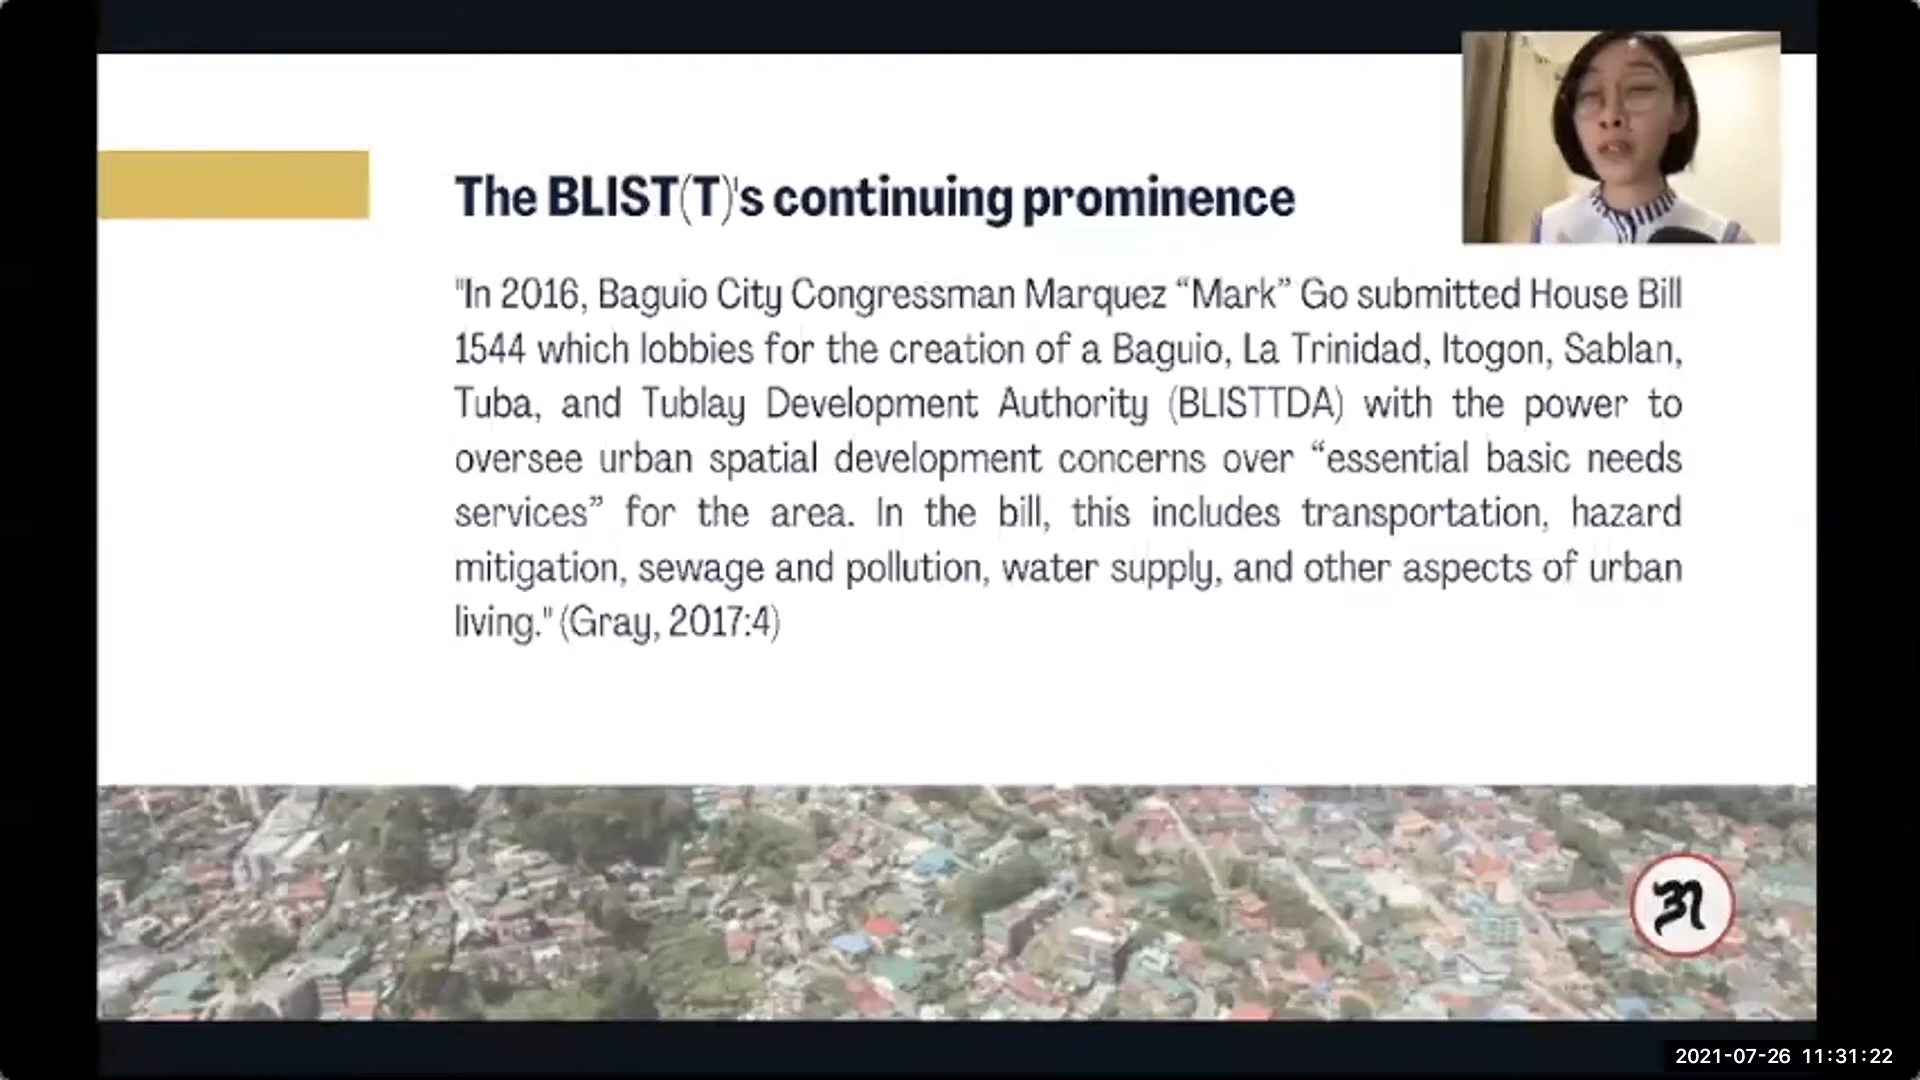 The BLIST(T)'s continuing prominence
"In 2016, Baguio City Congressman Marquez “Mark” Go submitted House Bill
1544 which lobbies for the creation of a Baguio, La Trinidad, Itogon, Sablan,
Tuba, and Tublay Development Authority (BLISTTDA) with the power to
oversee urban spatial development concerns over “essential basic needs
services” for the area. In the bill, this includes transportation, hazard
mitigation, sewage and pollution, water supply, and other aspects of urban
living." (Gray, 2017:4)
2021-07-26 11:31:22